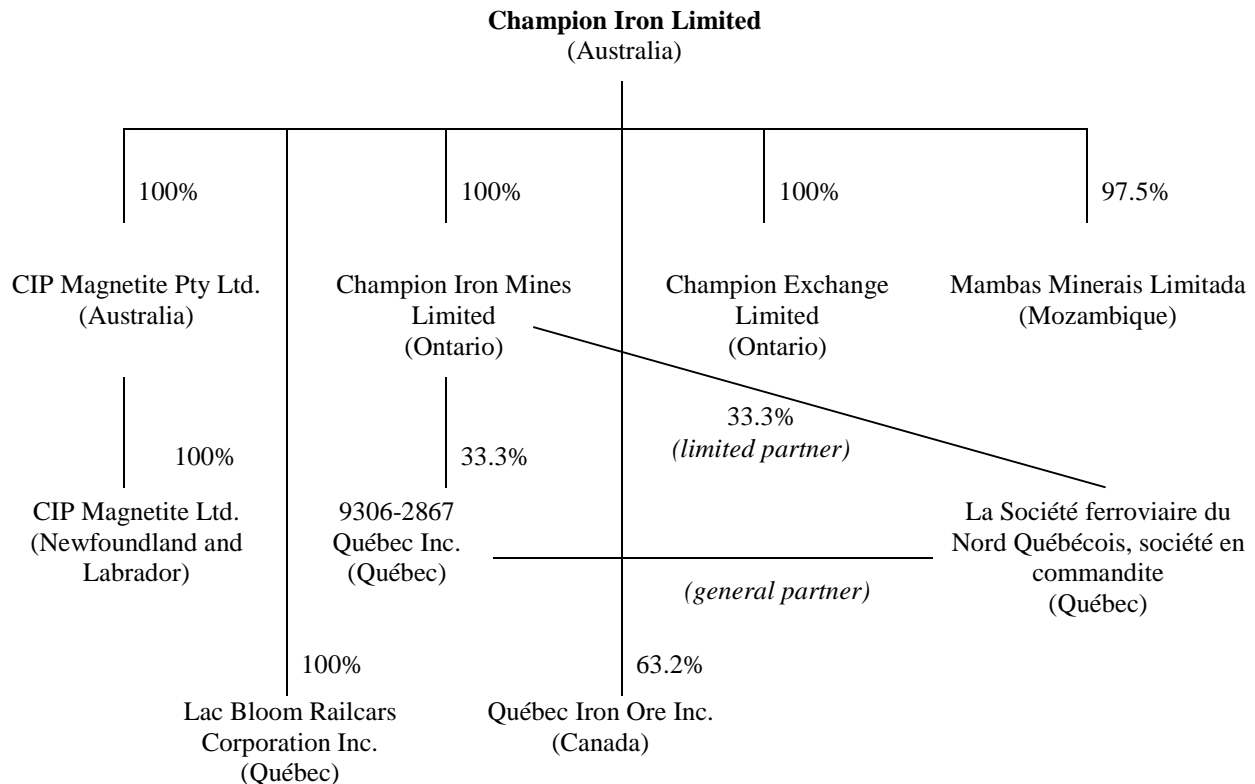 Champion Iron Limited
(Australia)
100%
100%
100%
97.5%
CIP Magnetite Pty Ltd.
(Australia)
Champion Iron Mines
Limited
(Ontario)
Champion Exchange
Limited
(Ontario)
Mambas Minerais Limitada
(Mozambique)
100%
33.3%
33.3%
(limited partner)
CIP Magnetite Ltd.
(Newfoundland and
Labrador)
9306-2867
Québec Inc.
(Québec)
(general partner)
La Société ferroviaire du
Nord Québécois, société en
commandite
(Québec)
100%
63.2%
Lac Bloom Railcars
Corporation Inc.
(Québec)
Québec Iron Ore Inc.
(Canada)